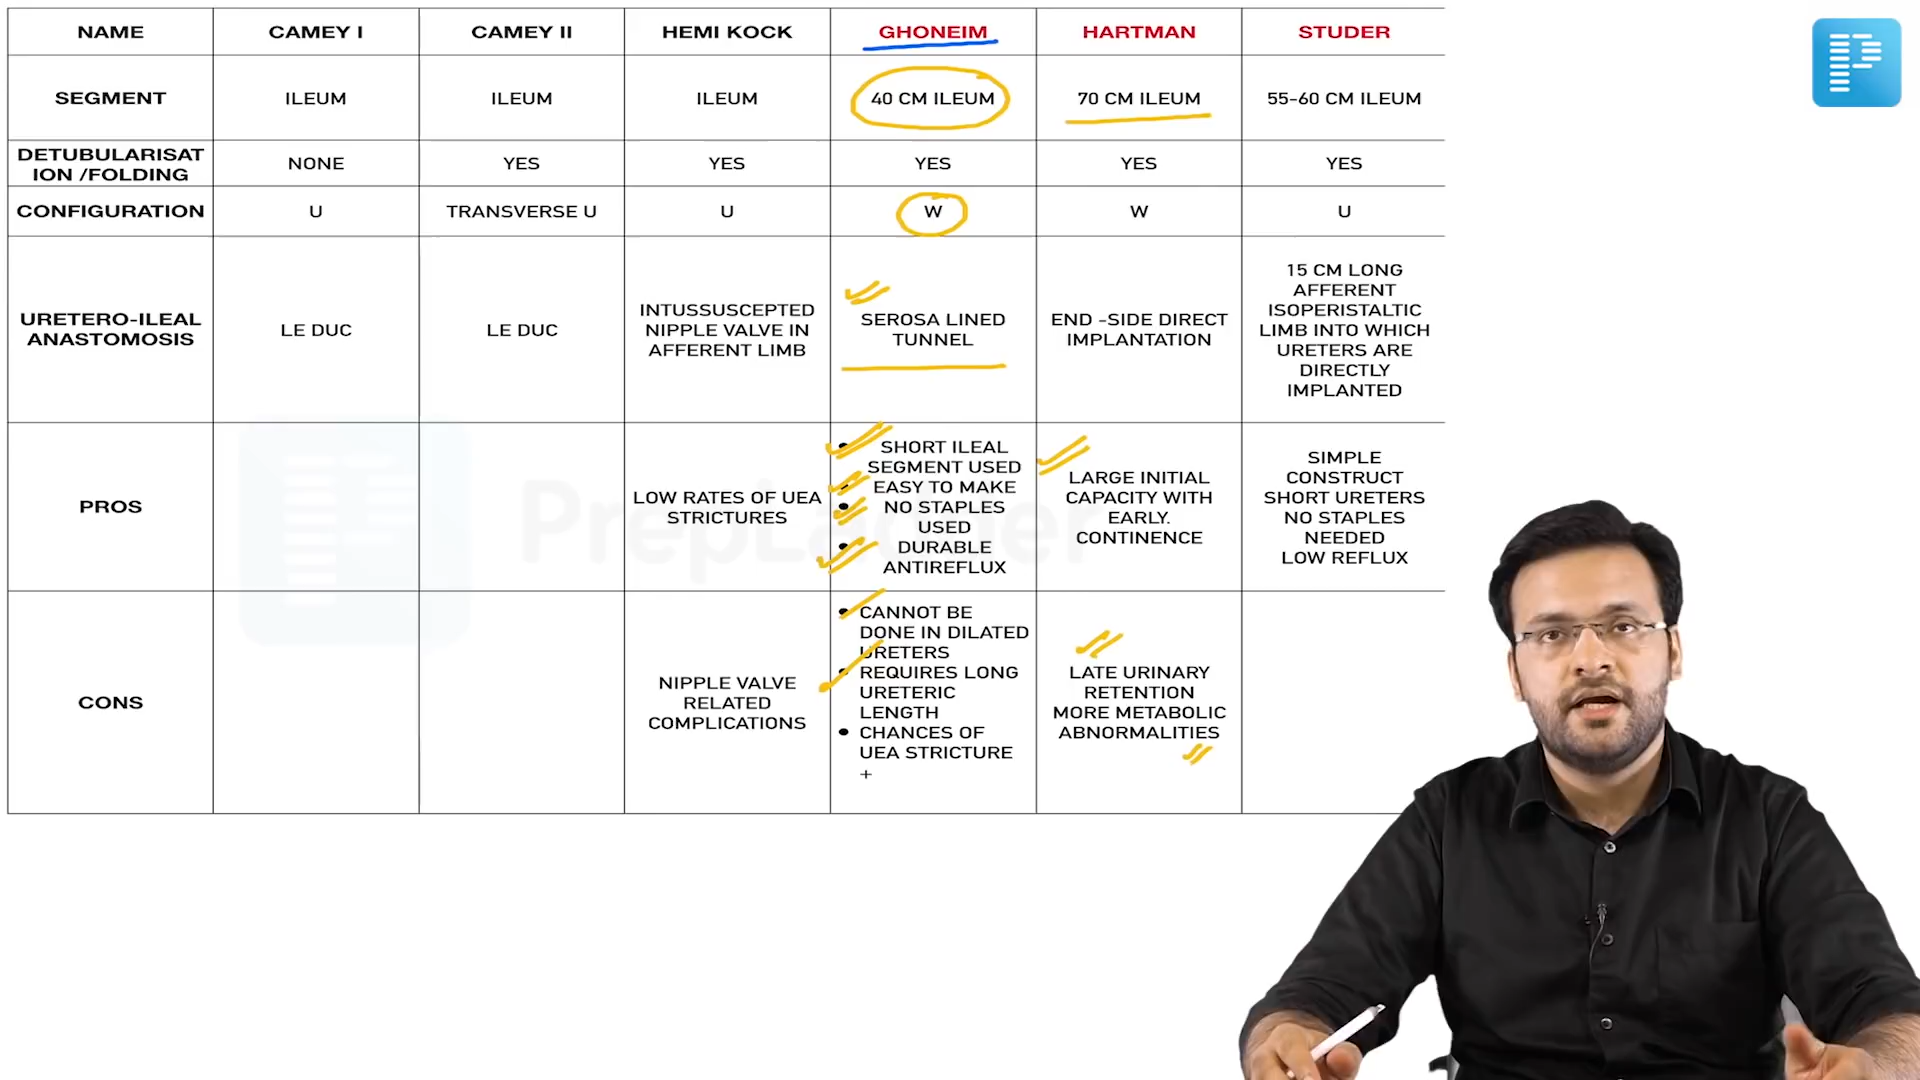 NAME
CAMEY I
CAMEY II
HEMI KOCK
GHONEIM
HARTMAN
STUDER
SEGMENT
ILEUM
ILEUM
ILEUM
40 CM ILEUM
70 CM ILEUM
55-60 CM ILEUM
DETUBULARISAT
ION /FOLDING
NONE
YES
YES
YES
YES
YES
CONFIGURATION
U
TRANSVERSE U
U
W
W
U
URETERO-ILEAL
ANASTOMOSIS
LE DUC
LE DUC
INTUSSUSCEPTED
NIPPLE VALVE IN
AFFERENT LIMB
SEROSA LINED
TUNNEL
END -SIDE DIRECT
IMPLANTATION
15 CM LONG
AFFERENT
ISOPERISTALTIC
LIMB INTO WHICH
URETERS ARE
DIRECTLY
IMPLANTED
PROS
LOW RATES OF UEA
STRICTURES
• SHORT ILEAL
SEGMENT USED
• EASY TO MAKE
• NO STAPLES
USED
• DURABLE
ANTIREFLUX
LARGE INITIAL
CAPACITY WITH
EARLY.
CONTINENCE
SIMPLE
CONSTRUCT
SHORT URETERS
NO STAPLES
NEEDED
LOW REFLUX
CONS
NIPPLE VALVE
RELATED
COMPLICATIONS
• CANNOT BE
DONE IN DILATED
URETERS
• REQUIRES LONG
URETERIC
LENGTH
• CHANCES OF
UEA STRICTURE
+
LATE URINARY
RETENTION
MORE METABOLIC
ABNORMALITIES
PrepLadder